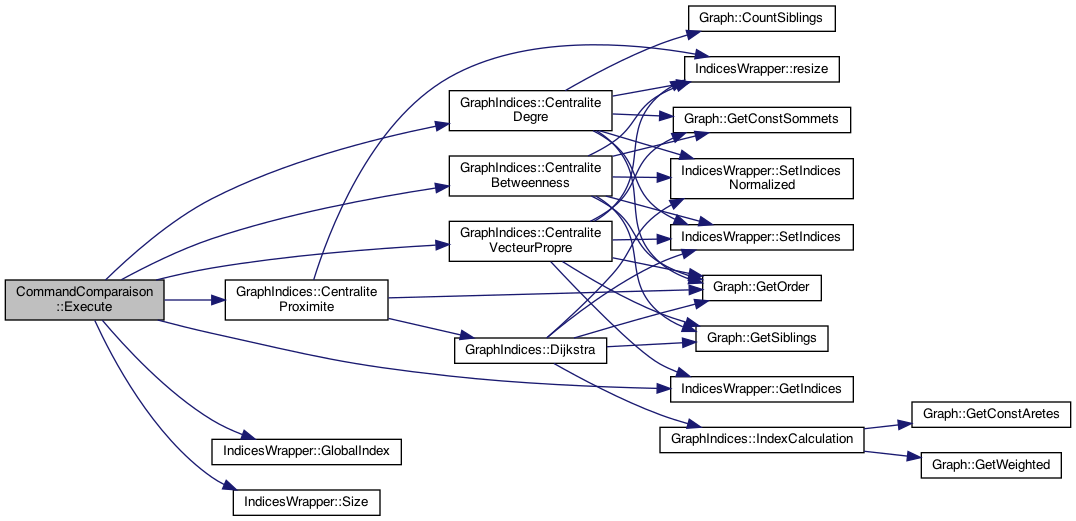 Graph::CountSiblings
IndicesWrapper::resize
GraphIndices::Centralite
Degre
Graph::GetConstSommets
GraphIndices::Centralite
Betweenness
IndicesWrapper::SetIndices
Normalized
GraphIndices::Centralite
VecteurPropre
IndicesWrapper::SetIndices
CommandComparaison
::Execute
GraphIndices::Centralite
Proximite
Graph::GetOrder
GraphIndices::Dijkstra
Graph::GetSiblings
IndicesWrapper::GetIndices
Graph::GetConstAretes
GraphIndices::IndexCalculation
IndicesWrapper::GlobalIndex
Graph::GetWeighted
IndicesWrapper::Size